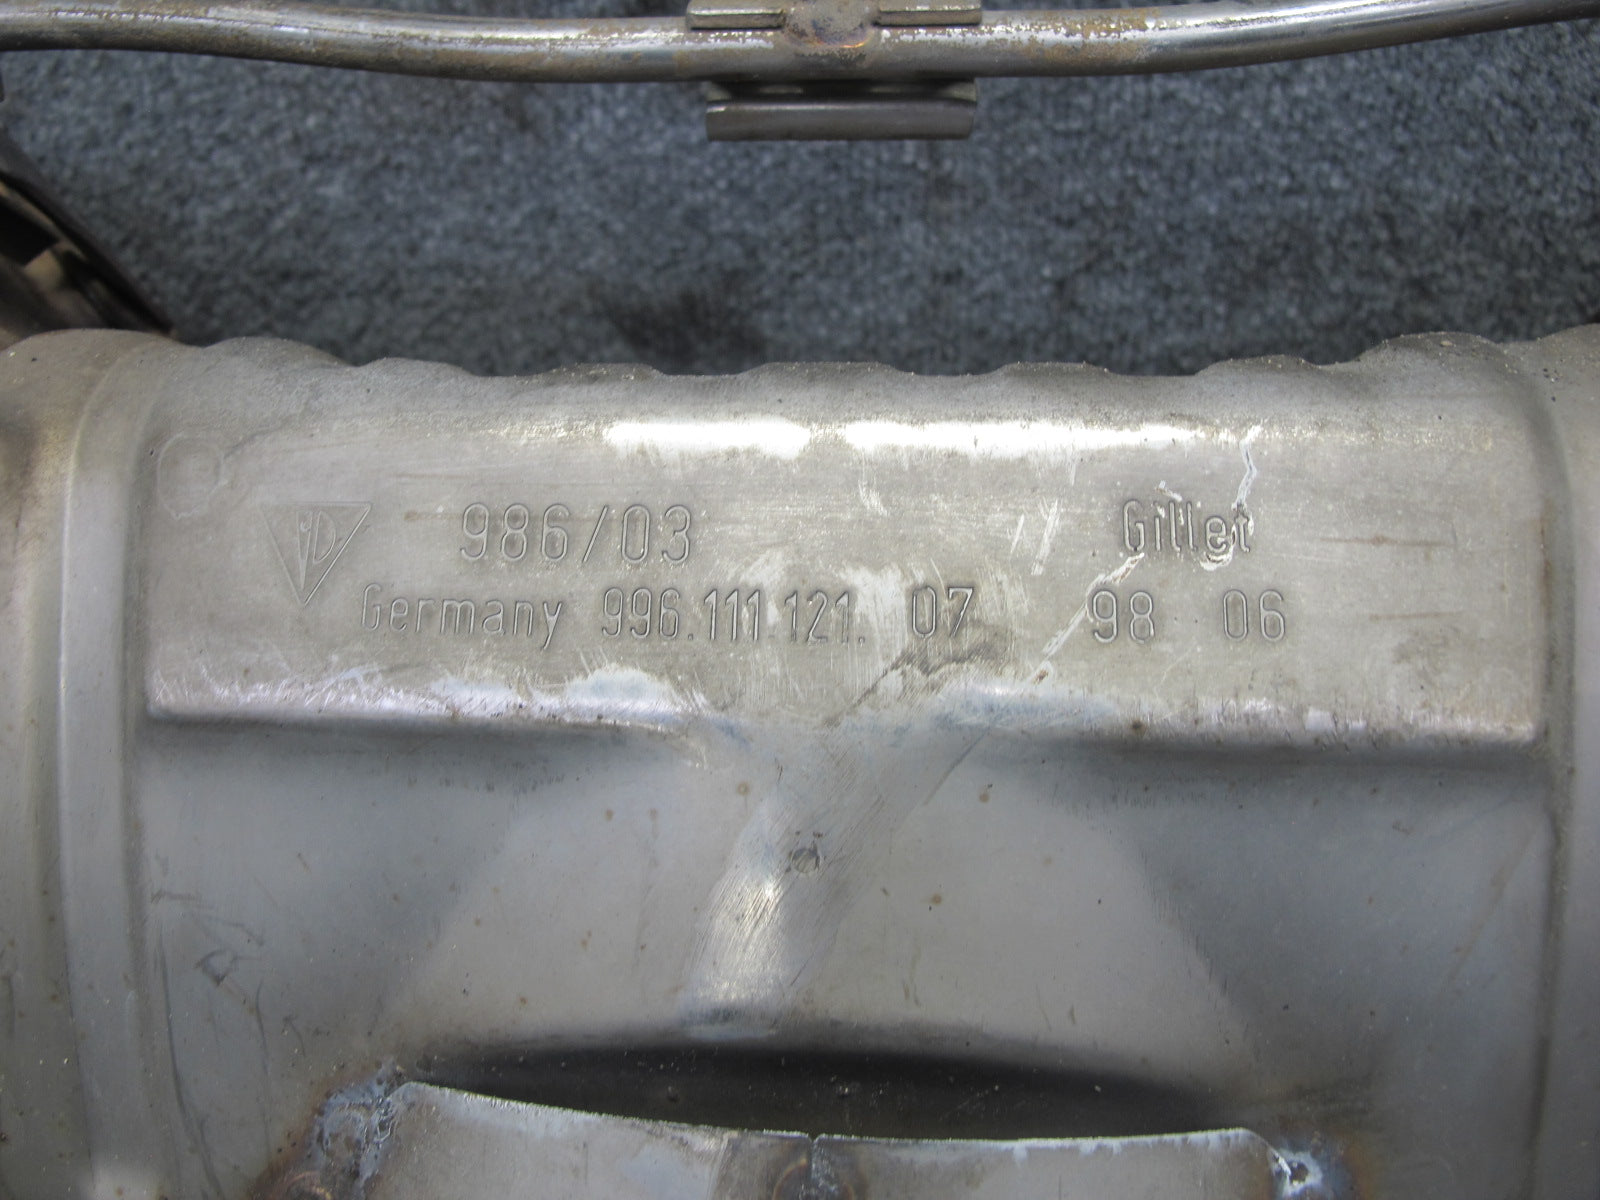 986/03 Gillet
Germany 996.111.121. 07 98 06